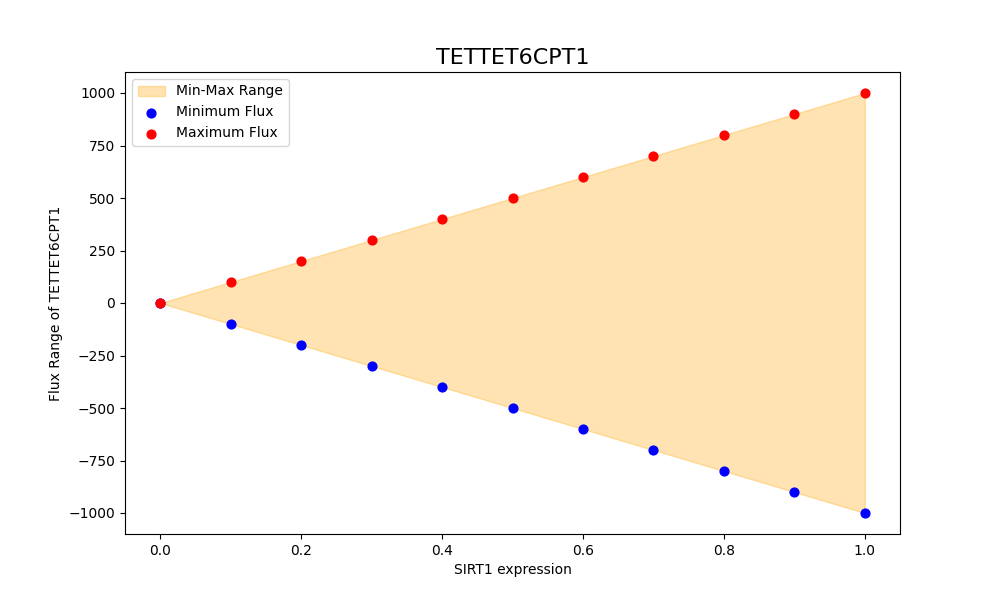 TETTET6CPT1
Min-Max Range
Minimum Flux
Maximum Flux
Flux Range of TETTET6CPT1
1000
750
500
250
0
−250
−500
−750
−1000
0.0 0.2 0.4 0.6 0.8 1.0
SIRT1 expression